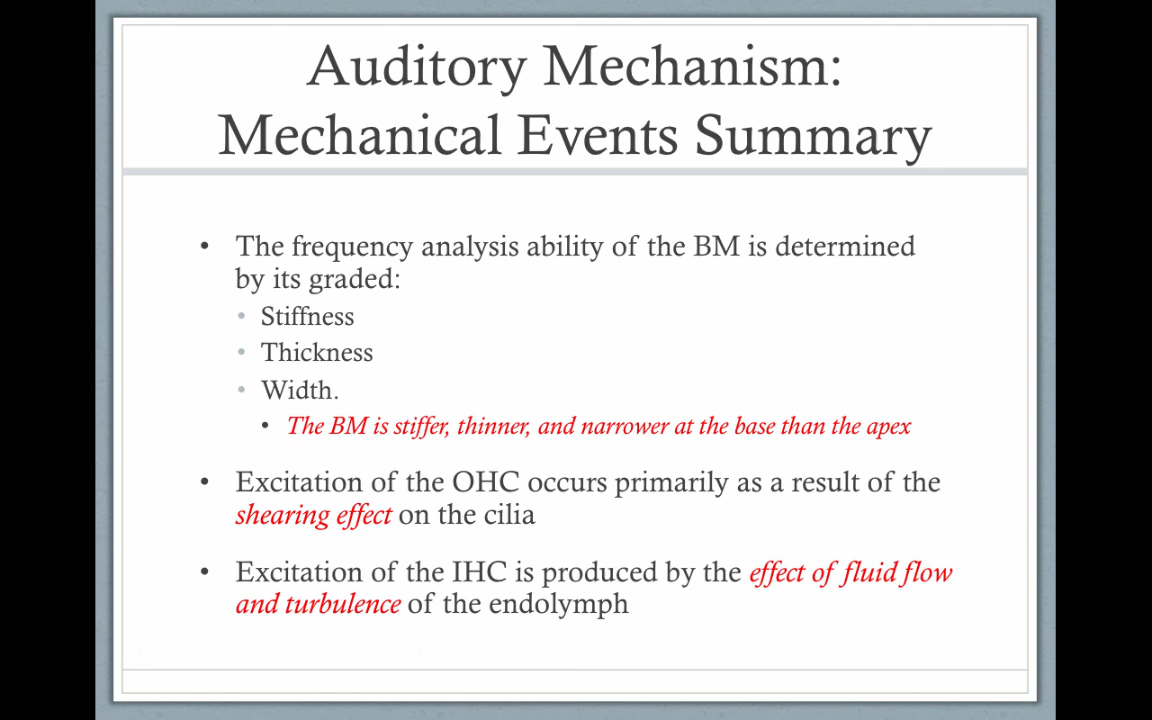 Auditory Mechanism:
Mechanical Events Summary
• The frequency analysis ability of the BM is determined
by its graded:
• Stiffness
• Thickness
• Width.
• The BM is stiffer, thinner, and narrower at the base than the apex
• Excitation of the OHC occurs primarily as a result of the
shearing effect on the cilia
• Excitation of the IHC is produced by the effect of fluid flow
and turbulence of the endolymph